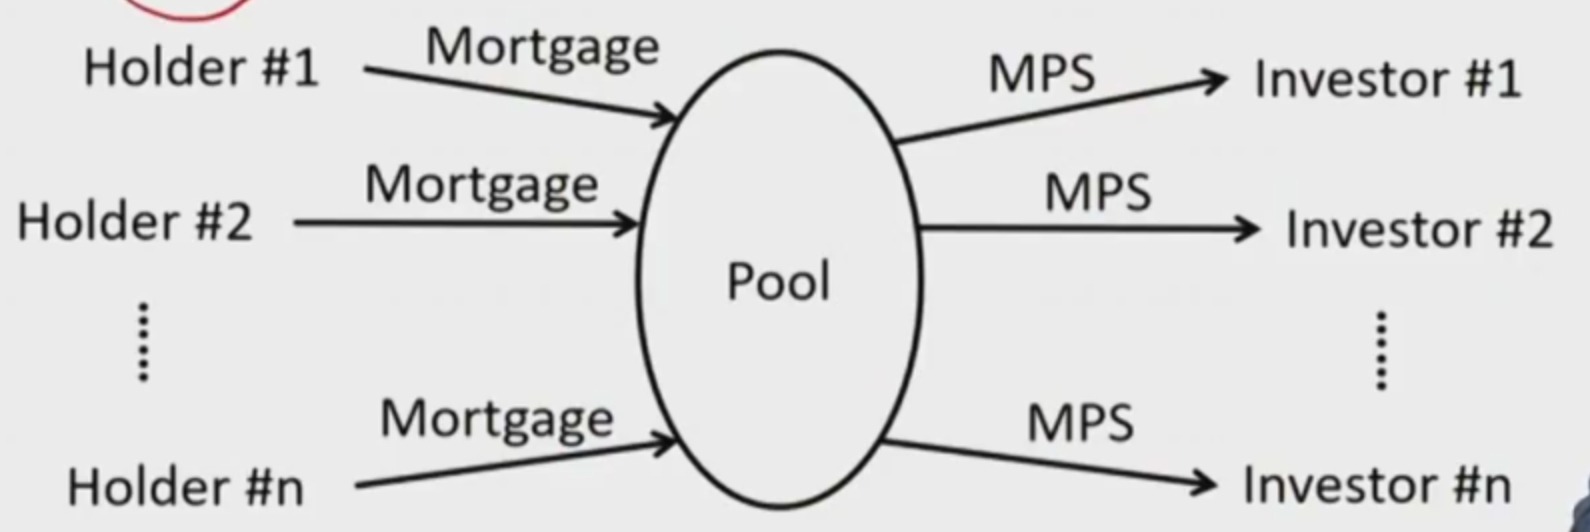 Holder #1
Mortgage
MPS
Investor #1
Holder #2
Mortgage
MPS
Investor #2
Pool
Holder #n
Mortgage
MPS
Investor #n